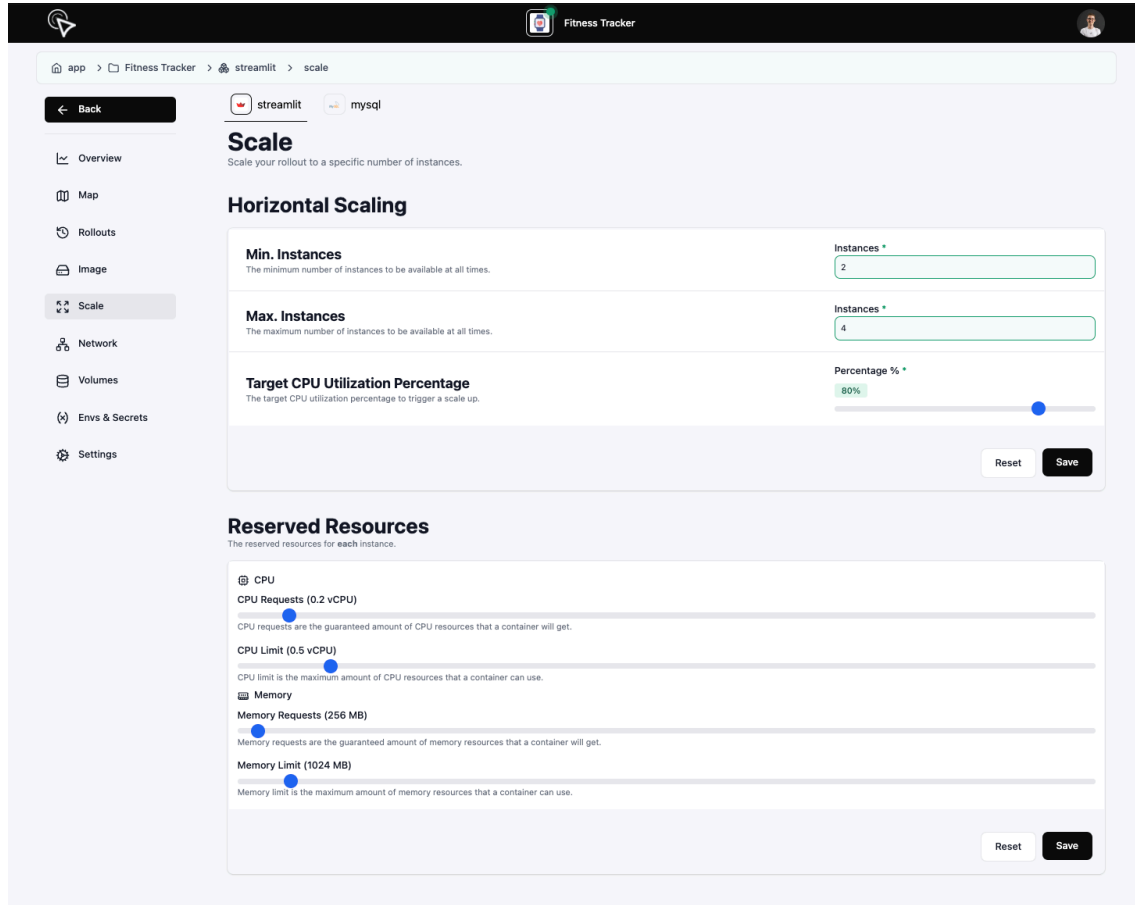 Fitness Tracker
app > Fitness Tracker > streamlit > scale
Back
streamlit mysql
Overview
Map
Rollouts
Image
Scale
Network
Volumes
Envs & Secrets
Settings
Scale
Scale your rollout to a specific number of instances.
Horizontal Scaling
Min. Instances
The minimum number of instances to be available at all times.
Instances *
2
Max. Instances
The maximum number of instances to be available at all times.
Instances *
4
Target CPU Utilization Percentage
The target CPU utilization percentage to trigger a scale up.
Percentage % *
80%
Reset Save
Reserved Resources
The reserved resources for each instance.
CPU
CPU Requests (0.2 vCPU)
CPU requests are the guaranteed amount of CPU resources that a container will get.
CPU Limit (0.5 vCPU)
CPU limit is the maximum amount of CPU resources that a container can use.
Memory
Memory Requests (256 MB)
Memory requests are the guaranteed amount of memory resources that a container will get.
Memory Limit (1024 MB)
Memory limit is the maximum amount of memory resources that a container can use.
Reset Save